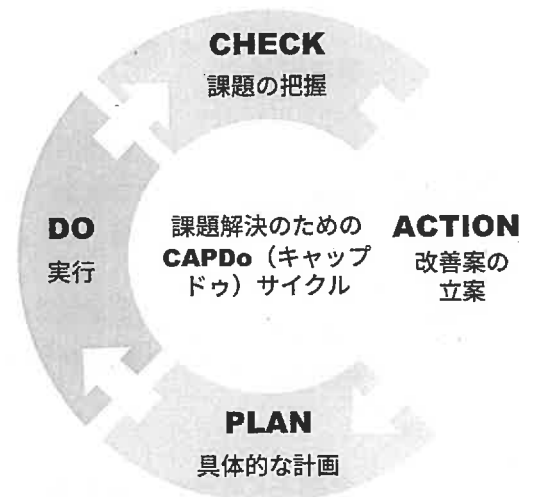 CHECK
課題の把握
DO
実行
課題解決のための
CAPDo（キャップ
ドゥ）サイクル
ACTION
改善案の
立案
PLAN
具体的な計画